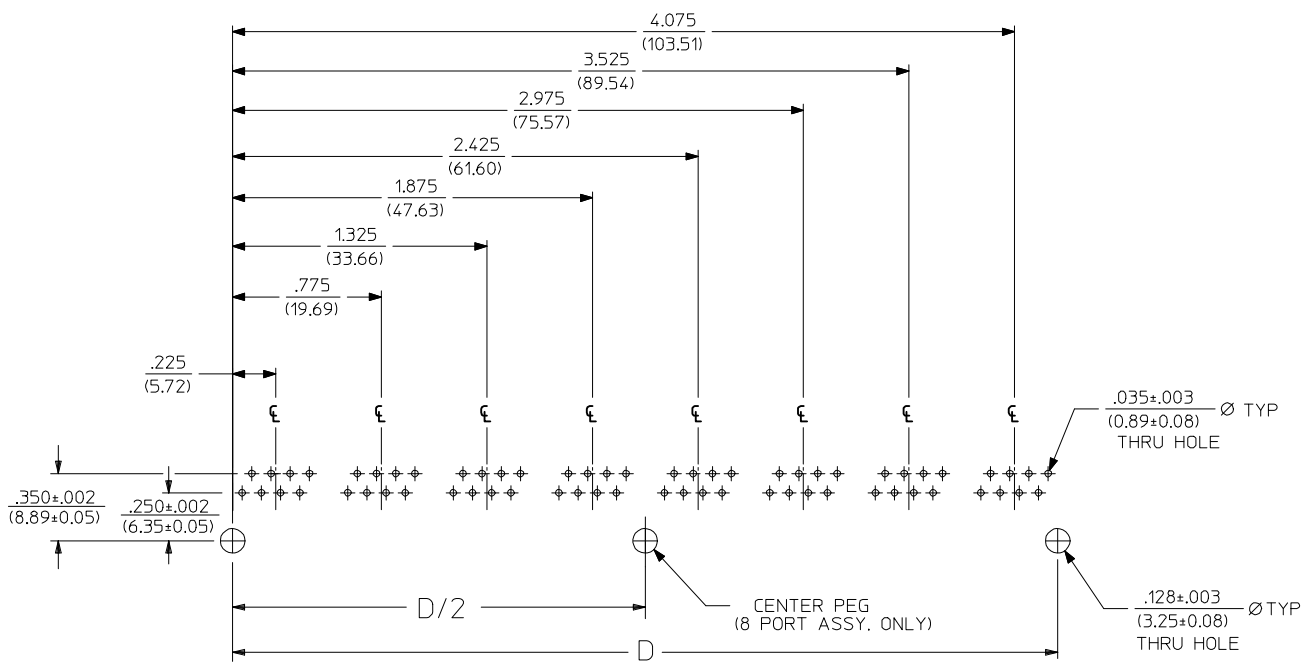 4.075
(103.51)
3.525
(89.54)
2.975
(75.57)
2.425
(61.60)
1.875
(47.63)
1.325
(33.66)
.775
(19.69)
.225
(5.72)
℄ ℄ ℄ ℄ ℄ ℄ ℄ ℄
.035±.003
(0.89±0.08)
Ø TYP
THRU HOLE
.350±.002
(8.89±0.05)
.250±.002
(6.35±0.05)
D/2
CENTER PEG
(8 PORT ASSY. ONLY)
.128±.003
(3.25±0.08)
Ø TYP
THRU HOLE
D